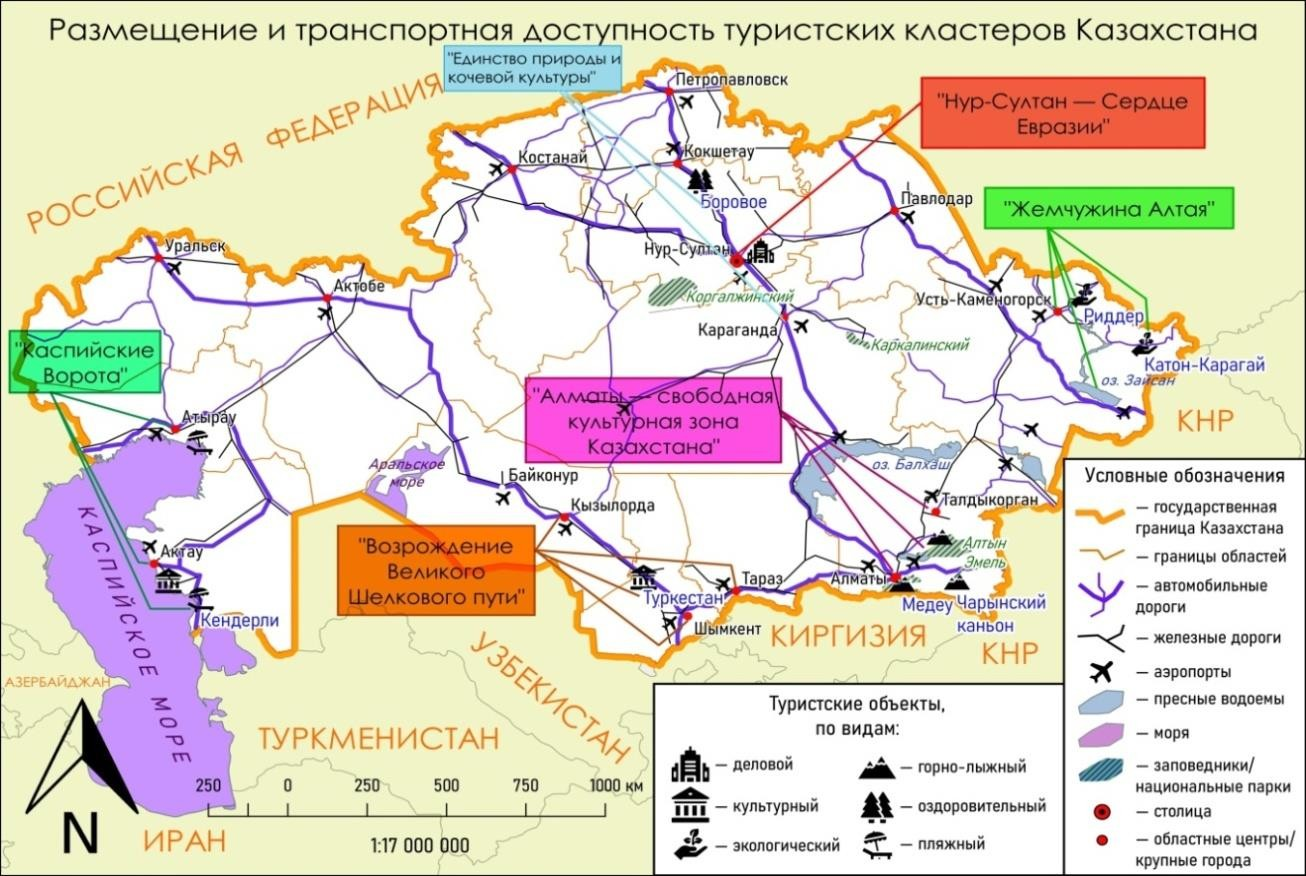 Размещение и транспортная доступность туристских кластеров Казахстана
"Единство природы и
кочевой культуры"
РОССИЙСКАЯ ФЕДЕРАЦИЯ
Петропавловск
"Нур-Султан — Сердце
Евразии"
Костанай
Кокшетау
Боровое
Павлодар
"Жемчужина Алтая"
Уральск
Нур-Султан
Актобе
Коргалжинский
Усть-Каменогорск
Риддер
Караганда
Каркалинский
Катон-Карагай
оз. Зайсан
"Каспийские
Ворота"
"Алматы — свободная
культурная зона
Казахстана"
КНР
Атырау
Аральское
море
оз. Балхаш
Байконур
Талдыкорган
Кызылорда
КАСПИЙСКОЕ МОРЕ
Актау
"Возрождение
Великого
Шелкового пути"
Алтын
Эмель
Тараз
Алматы
Туркестан
Медеу
Чарынский
каньон
Кендерли
Шымкент
КИРГИЗИЯ
КНР
УЗБЕКИСТАН
АЗЕРБАЙДЖАН
ТУРКМЕНИСТАН
ИРАН
N
250 0 250 500 750 1000 км
1:17 000 000
Туристские объекты,
по видам:
— деловой
— культурный
— экологический
— горно-лыжный
— оздоровительный
— пляжный
Условные обозначения
— государственная
граница Казахстана
— границы областей
— автомобильные
дороги
— железные дороги
— аэропорты
— пресные водоемы
— моря
— заповедники/
национальные парки
— столица
— областные центры/
крупные города